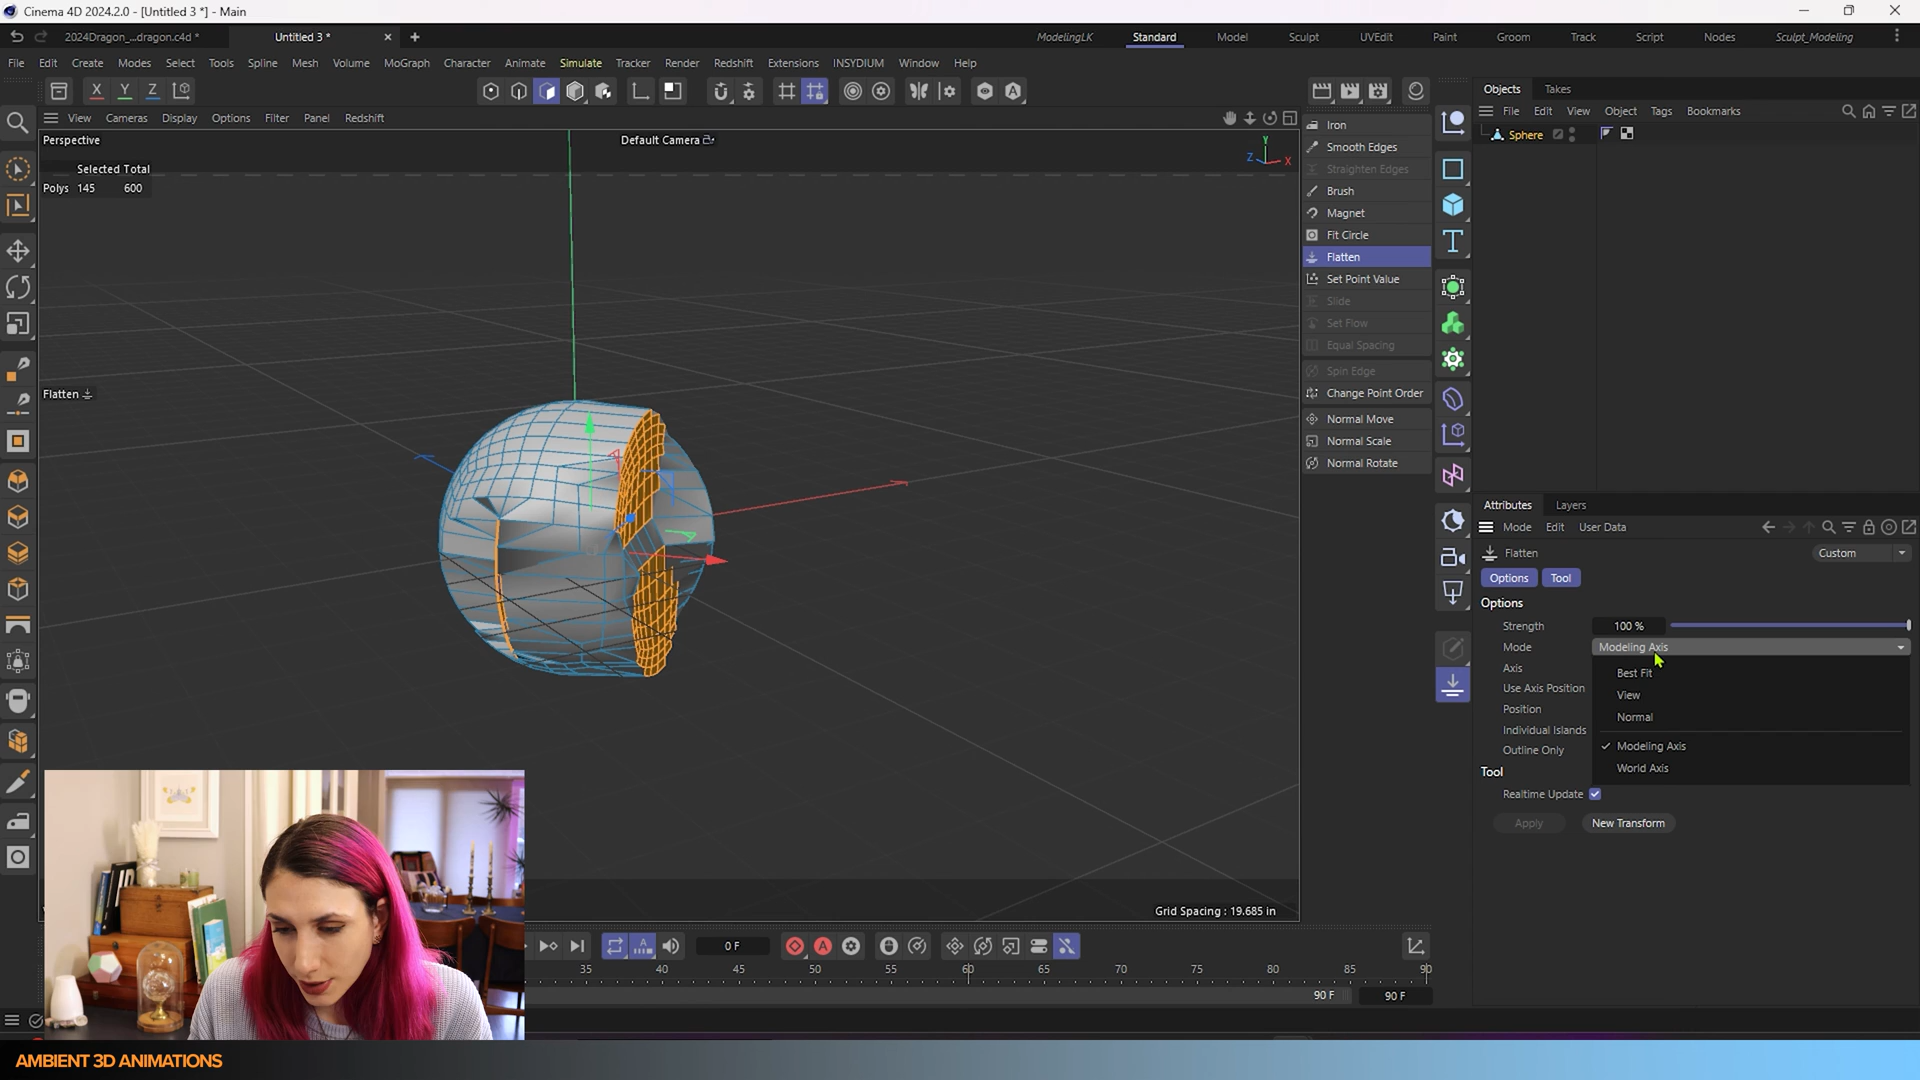 Cinema 4D 2024.2.0 - [Untitled 3 *] - Main
2024Dragon_...dragon.c4d *
Untitled 3 *
ModelingLK
Standard
Model
Sculpt
UVEdit
Paint
Groom
Track
Script
Nodes
Sculpt_Modeling
File Edit Create Modes Select Tools Spline Mesh Volume MoGraph Character Animate Simulate Tracker Render Redshift Extensions INSYDIUM Window Help
X Y Z
View Cameras Display Options Filter Panel Redshift
Perspective
Default Camera
Y
Z
X
Selected Total
Polys 145 600
Flatten
Grid Spacing : 19.685 in
Iron
Smooth Edges
Straighten Edges
Brush
Magnet
Fit Circle
Flatten
Set Point Value
Slide
Set Flow
Equal Spacing
Spin Edge
Change Point Order
Normal Move
Normal Scale
Normal Rotate
Objects Takes
File Edit View Object Tags Bookmarks
Sphere
Attributes Layers
Mode Edit User Data
Flatten
Custom
Options Tool
Options
Strength 100 %
Mode Modeling Axis
Axis
Use Axis Position
Position
Individual Islands
Outline Only
Best Fit
View
Normal
Modeling Axis
World Axis
Tool
Realtime Update
Apply
New Transform
0 F
35 40 45 50 55 60 65 70 75 80 85 90
90 F
90 F
AMBIENT 3D ANIMATIONS